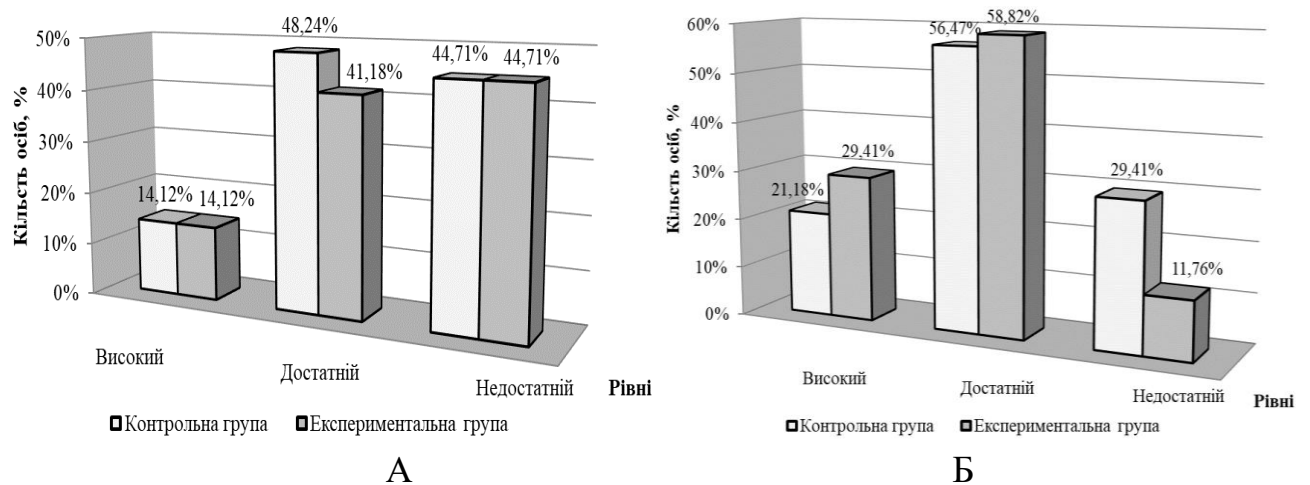 50%
40%
30%
20%
10%
0%
Кільсть осіб, %
14,12%
14,12%
48,24%
41,18%
44,71%
44,71%
Високий
Достатній
Недостатній
Рівні
Контрольна група
Експериментальна група
А
60%
50%
40%
30%
20%
10%
0%
Кільсть осіб, %
21,18%
29,41%
56,47%
58,82%
29,41%
11,76%
Високий
Достатній
Недостатній
Рівні
Контрольна група
Експериментальна група
Б